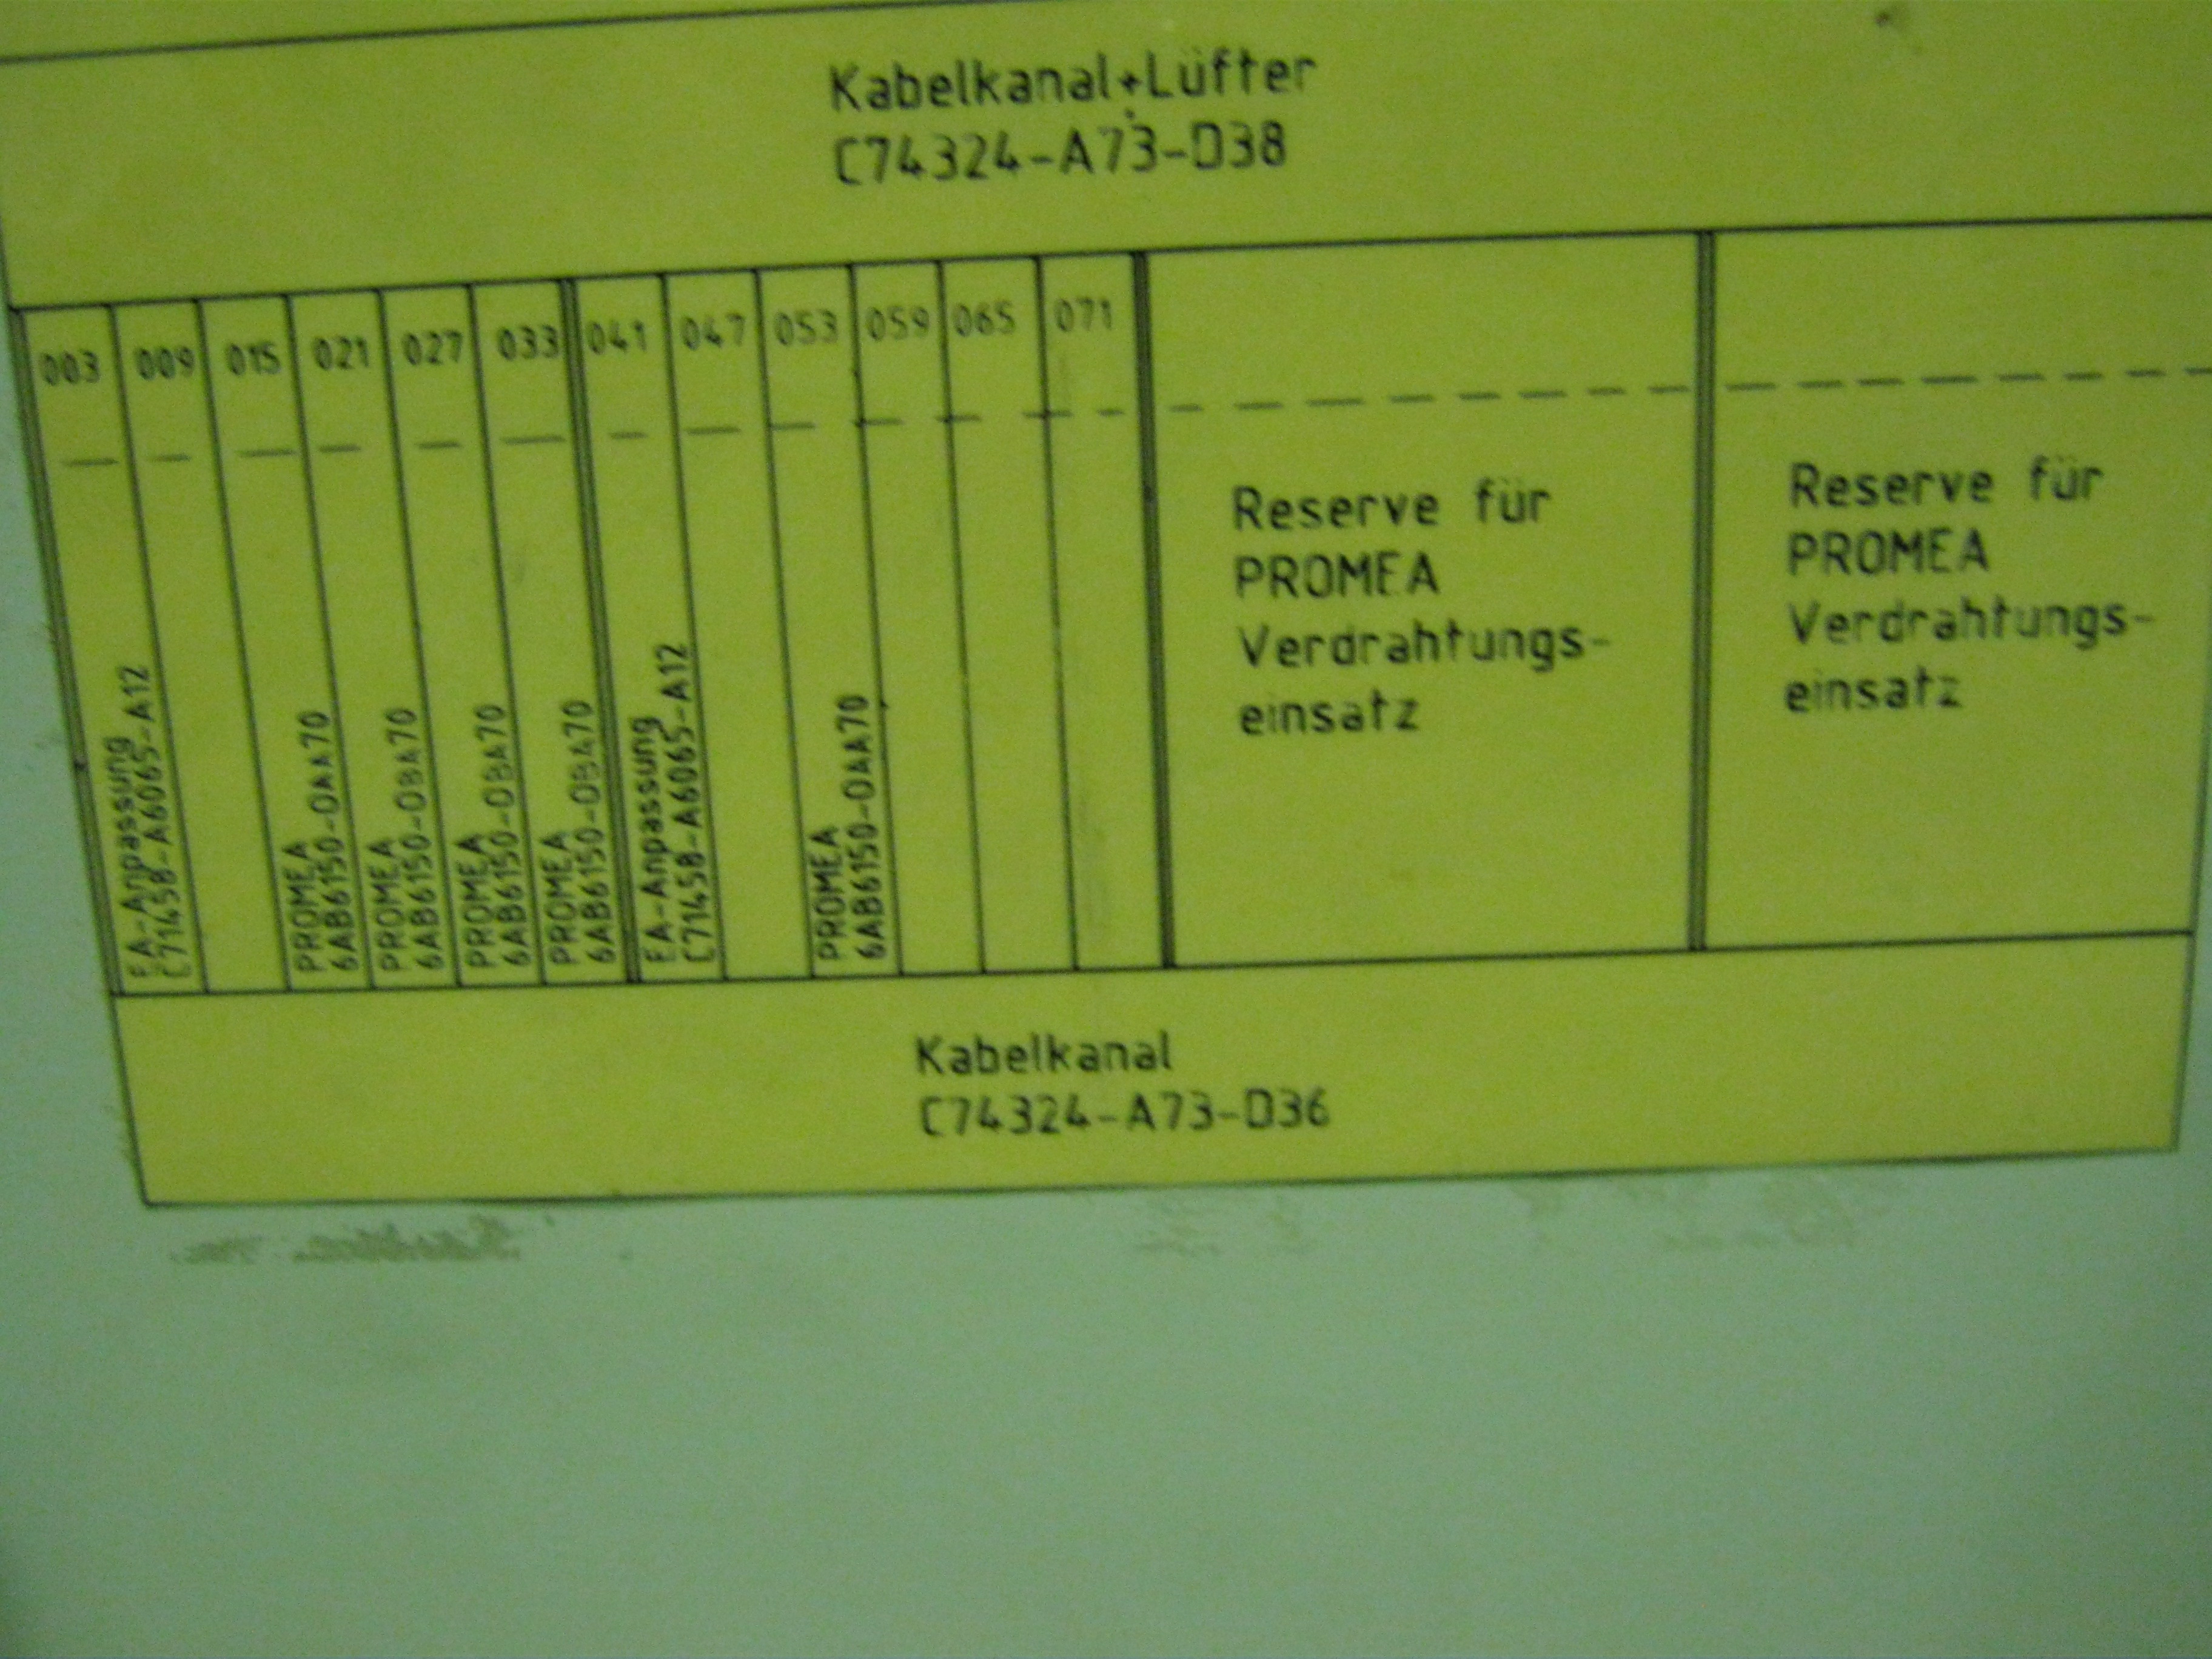 Kabelkanal+Lüfter
C74324-A73-D38
003 009 015 021 027 033 041 047 053 059 065 071
EA-Anpassung
C71458-A6065-A12
PROMEA
6AB6150-0AA70
PROMEA
6AB6150-0BA70
PROMEA
6AB6150-0BA70
PROMEA
6AB6150-0BA70
EA-Anpassung
C71458-A6065-A12
PROMEA
6AB6150-0AA70
Reserve für
PROMEA
Verdrahtungs-
einsatz
Reserve für
PROMEA
Verdrahtungs-
einsatz
Kabelkanal
C74324-A73-D36